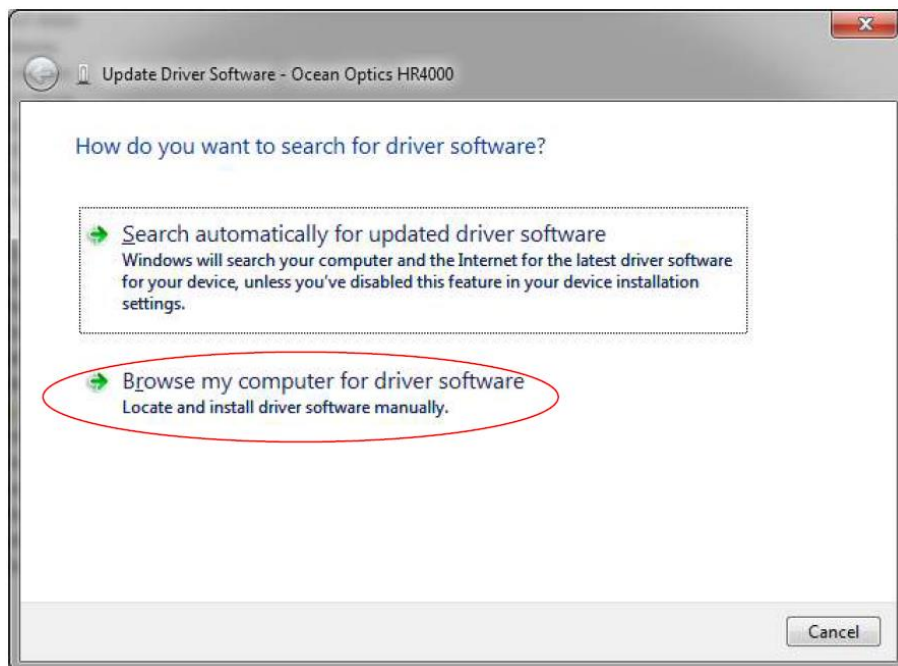 Update Driver Software - Ocean Optics HR4000
How do you want to search for driver software?
Search automatically for updated driver software
Windows will search your computer and the Internet for the latest driver software
for your device, unless you've disabled this feature in your device installation
settings.
Browse my computer for driver software
Locate and install driver software manually.
Cancel